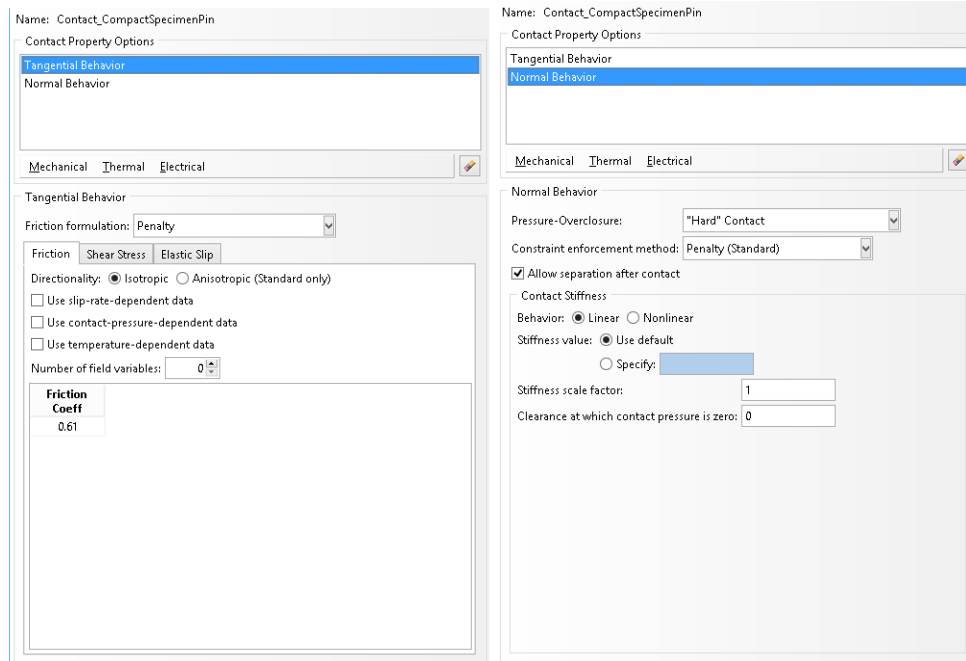 Name: Contact_CompactSpecimenPin
Contact Property Options
Tangential Behavior
Normal Behavior
Mechanical Thermal Electrical
Tangential Behavior
Friction formulation: Penalty
Friction Shear Stress Elastic Slip
Directionality: Isotropic Anisotropic (Standard only)
Use slip-rate-dependent data
Use contact-pressure-dependent data
Use temperature-dependent data
Number of field variables: 0
Friction
Coeff
0.61
Name: Contact_CompactSpecimenPin
Contact Property Options
Tangential Behavior
Normal Behavior
Mechanical Thermal Electrical
Normal Behavior
Pressure-Overclosure: "Hard" Contact
Constraint enforcement method: Penalty (Standard)
Allow separation after contact
Contact Stiffness
Behavior: Linear Nonlinear
Stiffness value: Use default
Specify:
Stiffness scale factor: 1
Clearance at which contact pressure is zero: 0